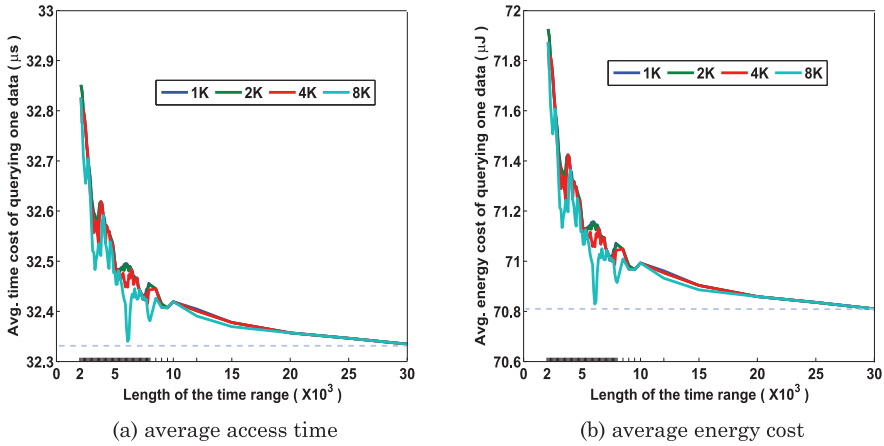 33
32.9
32.8
32.7
32.6
32.5
32.4
32.3
Avg. time cost of querying one data ( μs )
1K 2K 4K 8K
0 2 5 10 15 20 25 30
Length of the time range ( X10³ )
(a) average access time
72
71.8
71.6
71.4
71.2
71
70.8
70.6
Avg. energy cost of querying one data ( μJ )
1K 2K 4K 8K
0 2 5 10 15 20 25 30
Length of the time range ( X10³ )
(b) average energy cost